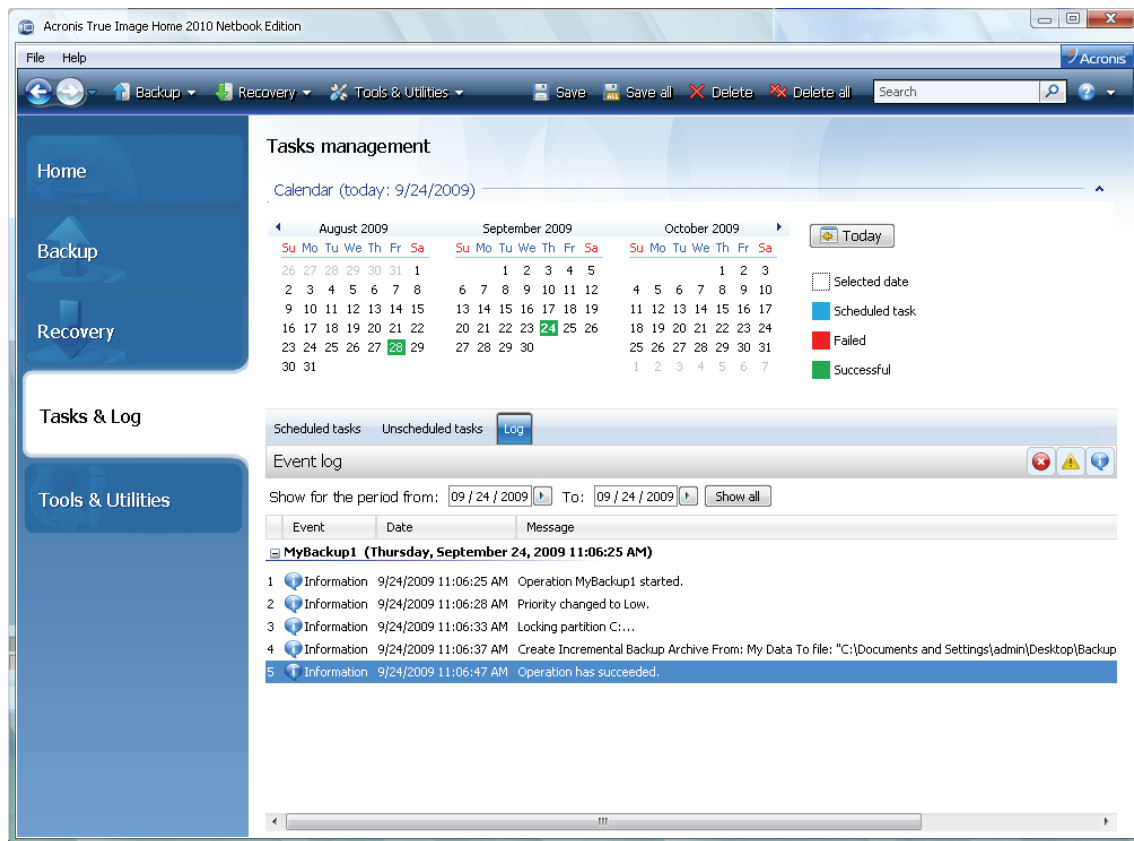 Acronis True Image Home 2010 Netbook Edition
File Help
Acronis
Backup Recovery Tools & Utilities Save Save all Delete Delete all Search
Home
Backup
Recovery
Tasks & Log
Tools & Utilities
Tasks management
Calendar (today: 9/24/2009)
August 2009 September 2009 October 2009
Today
Su Mo Tu We Th Fr Sa Su Mo Tu We Th Fr Sa Su Mo Tu We Th Fr Sa
26 27 28 29 30 31 1 1 2 3 4 5 1 2 3
Selected date
2 3 4 5 6 7 8 6 7 8 9 10 11 12 4 5 6 7 8 9 10
9 10 11 12 13 14 15 13 14 15 16 17 18 19 11 12 13 14 15 16 17
Scheduled task
16 17 18 19 20 21 22 20 21 22 23 24 25 26 18 19 20 21 22 23 24
Failed
23 24 25 26 27 28 29 27 28 29 30 25 26 27 28 29 30 31
30 31 1 2 3 4 5 6 7
Successful
Scheduled tasks Unscheduled tasks Log
Event log
Show for the period from: 09 / 24 / 2009 To: 09 / 24 / 2009 Show all
Event Date Message
MyBackup1 (Thursday, September 24, 2009 11:06:25 AM)
1 Information 9/24/2009 11:06:25 AM Operation MyBackup1 started.
2 Information 9/24/2009 11:06:28 AM Priority changed to Low.
3 Information 9/24/2009 11:06:33 AM Locking partition C:...
4 Information 9/24/2009 11:06:37 AM Create Incremental Backup Archive From: My Data To file: "C:\Documents and Settings\admin\Desktop\Backup
5 Information 9/24/2009 11:06:47 AM Operation has succeeded.